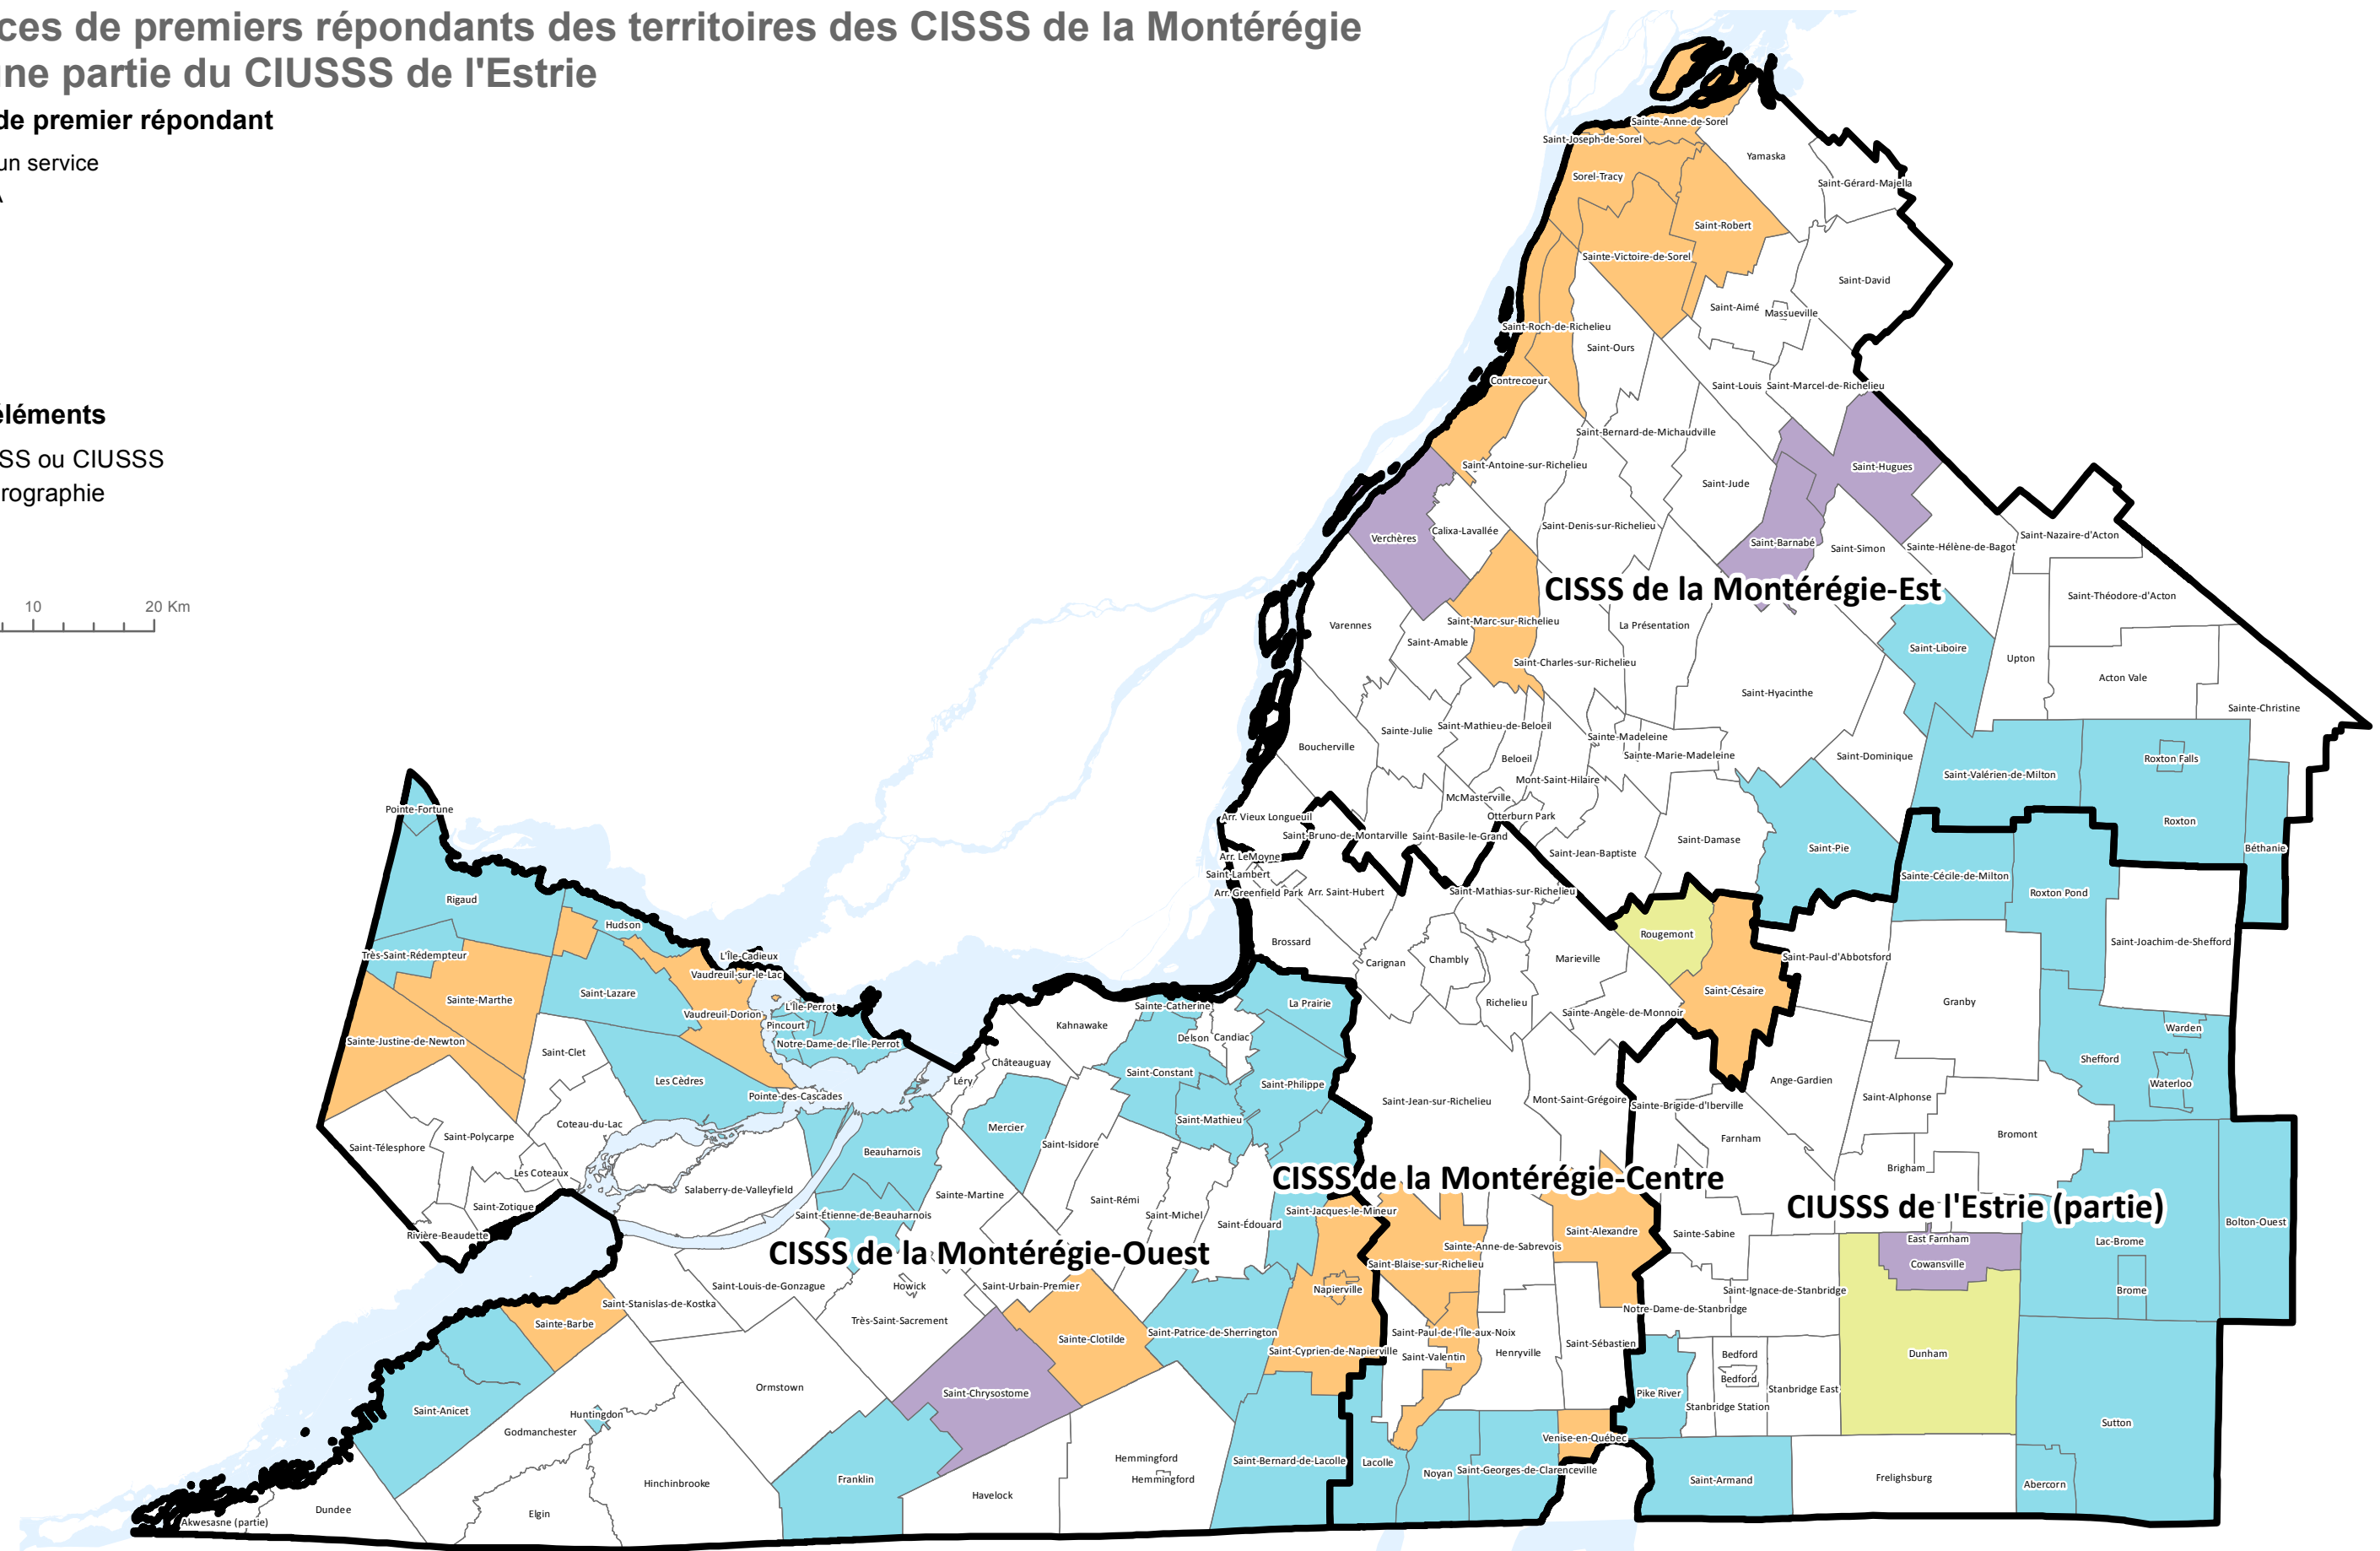 ces de premiers répondants des territoires des CISSS de la Montérégie
une partie du CIUSSS de l'Estrie
de premier répondant
un service
A
éléments
SS ou CIUSSS
rographie
10
20 Km
Sainte-Anne-de-Sorel
Saint-Joseph-de-Sorel
Yamaska
Sorel-Tracy
Saint-Gérard-Majella
Saint-Robert
Sainte-Victoire-de-Sorel
Saint-David
Saint-Aimé
Massueville
Saint-Roch-de-Richelieu
Saint-Ours
Contrecoeur
Saint-Louis
Saint-Marcel-de-Richelieu
Saint-Bernard-de-Michaudville
Saint-Antoine-sur-Richelieu
Saint-Hugues
Saint-Jude
Saint-Denis-sur-Richelieu
Calixa-Lavallée
Verchères
Saint-Barnabé
Saint-Simon
Sainte-Hélène-de-Bagot
Saint-Nazaire-d'Acton
CISSS de la Montérégie-Est
Saint-Théodore-d'Acton
Varennes
Saint-Marc-sur-Richelieu
La Présentation
Saint-Amable
Saint-Liboire
Upton
Saint-Charles-sur-Richelieu
Acton Vale
Saint-Hyacinthe
Sainte-Christine
Sainte-Julie
Saint-Mathieu-de-Beloeil
Sainte-Madeleine
Boucherville
Beloeil
Sainte-Marie-Madeleine
Saint-Dominique
Roxton Falls
Saint-Valérien-de-Milton
Mont-Saint-Hilaire
McMasterville
Pointe-Fortune
Arr. Vieux Longueuil
Otterburn Park
Roxton
Saint-Bruno-de-Montarville
Saint-Basile-le-Grand
Saint-Damase
Saint-Pie
Béthanie
Arr. LeMoyne
Saint-Jean-Baptiste
Saint-Lambert
Sainte-Cécile-de-Milton
Arr. Greenfield Park
Arr. Saint-Hubert
Saint-Mathias-sur-Richelieu
Roxton Pond
Rigaud
Hudson
Rougemont
Brossard
Saint-Joachim-de-Shefford
Très-Saint-Rédempteur
L'Île-Cadieux
Carignan
Chambly
Marieville
Saint-Paul-d'Abbotsford
Vaudreuil-sur-le-Lac
Saint-Lazare
Sainte-Marthe
Saint-Césaire
L'Île-Perrot
Sainte-Catherine
La Prairie
Richelieu
Granby
Vaudreuil-Dorion
Pincourt
Kahnawake
Sainte-Angèle-de-Monnoir
Sainte-Justine-de-Newton
Notre-Dame-de-l'Île-Perrot
Delson
Candiac
Warden
Saint-Clet
Châteauguay
Shefford
Les Cèdres
Léry
Saint-Constant
Saint-Philippe
Ange-Gardien
Waterloo
Pointe-des-Cascades
Saint-Jean-sur-Richelieu
Mont-Saint-Grégoire
Sainte-Brigide-d'Iberville
Saint-Alphonse
Coteau-du-Lac
Mercier
Saint-Mathieu
Saint-Polycarpe
Saint-Télesphore
Saint-Isidore
Farnham
Bromont
Beauharnois
Les Coteaux
Brigham
CISSS de la Montérégie-Centre
Salaberry-de-Valleyfield
Sainte-Martine
Saint-Rémi
Saint-Zotique
CIUSSS de l'Estrie (partie)
Saint-Étienne-de-Beauharnois
Saint-Michel
Saint-Jacques-le-Mineur
Saint-Édouard
Bolton-Ouest
Rivière-Beaudette
Saint-Alexandre
Sainte-Sabine
East Farnham
Lac-Brome
CISSS de la Montérégie-Ouest
Sainte-Anne-de-Sabrevois
Saint-Blaise-sur-Richelieu
Cowansville
Saint-Louis-de-Gonzague
Howick
Saint-Urbain-Premier
Napierville
Saint-Ignace-de-Stanbridge
Brome
Saint-Stanislas-de-Kostka
Notre-Dame-de-Stanbridge
Sainte-Barbe
Très-Saint-Sacrement
Sainte-Clotilde
Saint-Patrice-de-Sherrington
Saint-Paul-de-l'Île-aux-Noix
Saint-Sébastien
Saint-Cyprien-de-Napierville
Saint-Valentin
Henryville
Bedford
Dunham
Bedford
Ormstown
Saint-Chrysostome
Pike River
Stanbridge East
Saint-Anicet
Stanbridge Station
Huntingdon
Sutton
Godmanchester
Venise-en-Québec
Hemmingford
Saint-Bernard-de-Lacolle
Lacolle
Noyan
Saint-Georges-de-Clarenceville
Hemmingford
Franklin
Saint-Armand
Frelighsburg
Hinchinbrooke
Abercorn
Havelock
Dundee
Elgin
Akwesasne (partie)